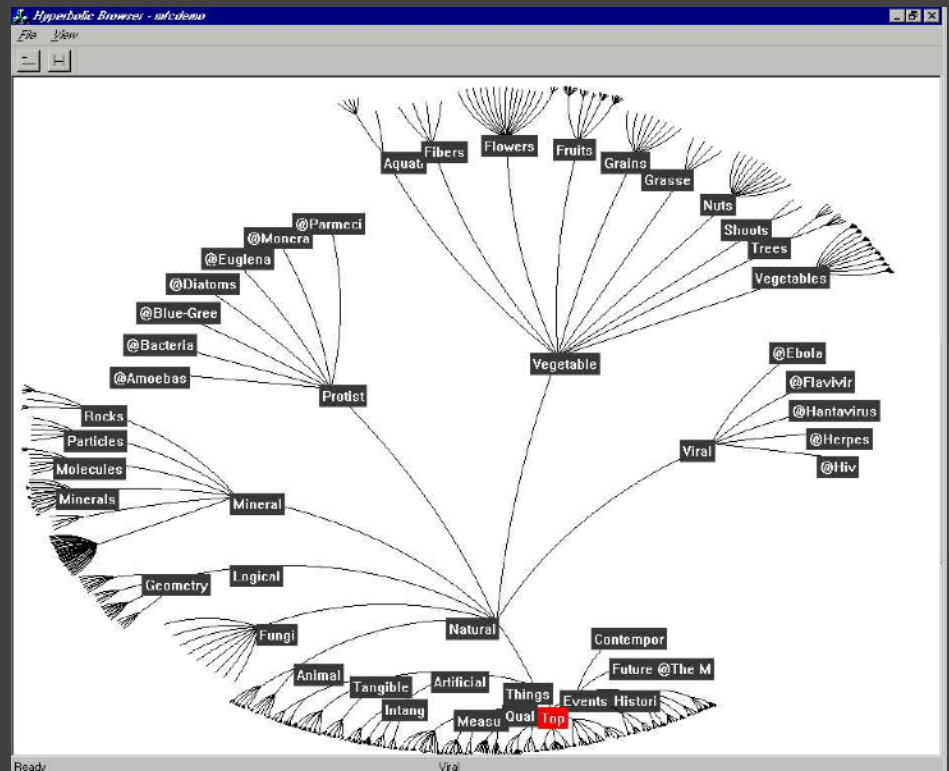 Hyperbolic Browser - mfcdemo
File View
Aquat
Fibers
Flowers
Fruits
Grains
Grasse
Nuts
Shoots
Trees
Vegetables
@Parmeci
@Monera
@Euglena
@Diatoms
@Blue-Gree
@Bacteria
@Amoebas
Protist
Vegetable
@Ebola
@Flavivir
@Hantavirus
@Herpes
@Hiv
Viral
Rocks
Particles
Molecules
Minerals
Mineral
Geometry
Logical
Fungi
Natural
Contempor
Future @The M
Animal
Tangible
Artificial
Intang
Things
Events
Histori
Measu
Qual
Top
Ready
Viral